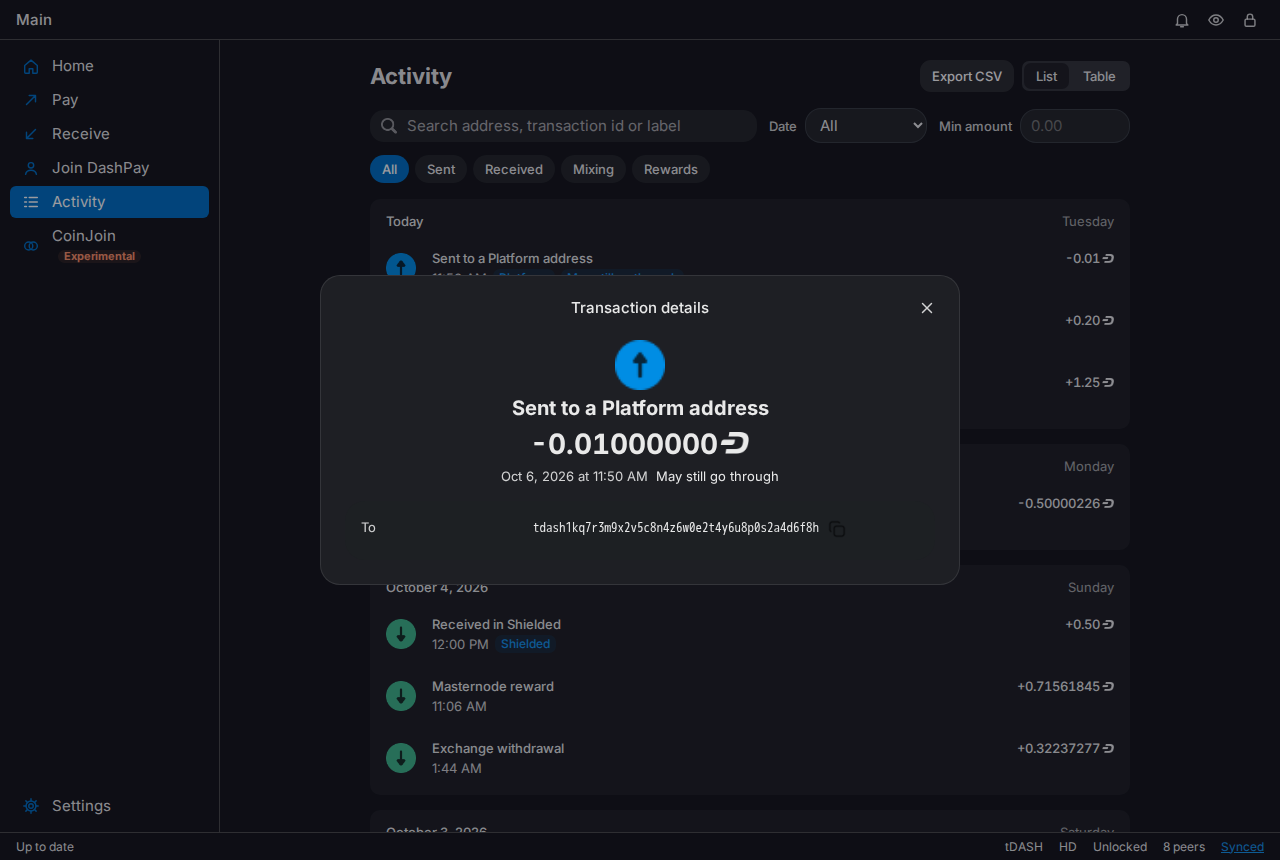 Main
Home
Pay
Receive
Join DashPay
Activity
CoinJoin
Experimental
Settings
Activity
Export CSV
List
Table
Search address, transaction id or label
Date
All
Min amount
0.00
All
Sent
Received
Mixing
Rewards
Today
Tuesday
Sent to a Platform address
-0.01
+0.20
+1.25
Transaction details
Sent to a Platform address
-0.01000000
Oct 6, 2026 at 11:50 AM May still go through
To
tdash1kq7r3m9x2v5c8n4z6w0e2t4y6u8p0s2a4d6f8h
Monday
-0.50000226
October 4, 2026
Sunday
Received in Shielded
+0.50
12:00 PM Shielded
Masternode reward
+0.71561845
11:06 AM
Exchange withdrawal
+0.32237277
1:44 AM
October 3, 2026
Saturday
Up to date
tDASH
HD
Unlocked
8 peers
Synced